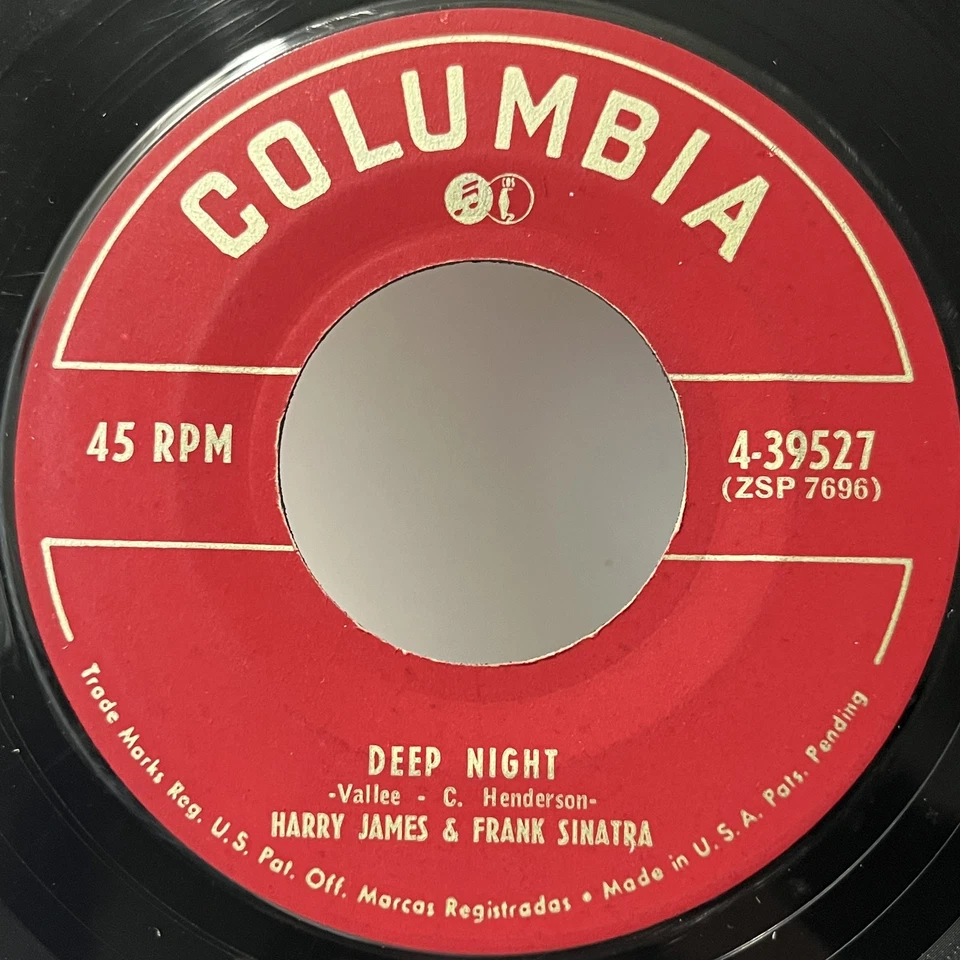 COLUMBIA
CBS
45 RPM
4-39527
(ZSP 7696)
DEEP NIGHT
-Vallee - C. Henderson-
HARRY JAMES & FRANK SINATRA
Trade Marks Reg. U.S. Pat. Off. Marcas Registradas • Made in U.S.A. Pats. Pending